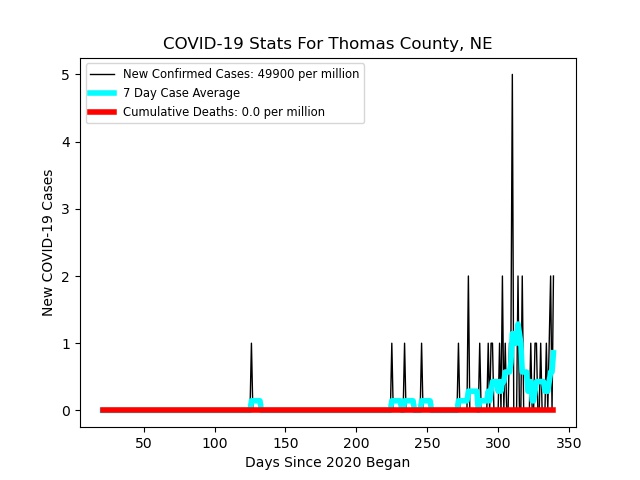 COVID-19 Stats For Thomas County, NE
New Confirmed Cases: 49900 per million
7 Day Case Average
Cumulative Deaths: 0.0 per million
New COVID-19 Cases
5
4
3
2
1
0
50 100 150 200 250 300 350
Days Since 2020 Began